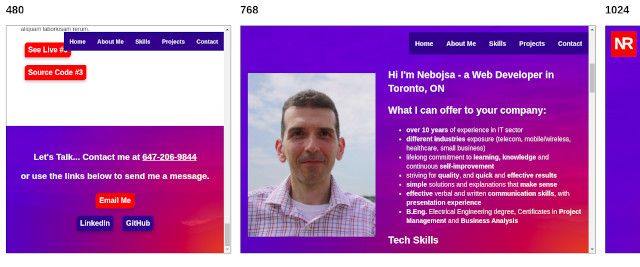 480
768
1024
aliquam laboriosam rerum.
Home About Me Skills Projects Contact
See Live #3
Source Code #3
Let's Talk... Contact me at 647-206-9844
or use the links below to send me a message.
Email Me
LinkedIn GitHub
Home About Me Skills Projects Contact
Hi I'm Nebojsa - a Web Developer in
Toronto, ON
What I can offer to your company:
over 10 years of experience in IT sector
different industries exposure (telecom, mobile/wireless,
healthcare, small business)
lifelong commitment to learning, knowledge and
continuous self-improvement
striving for quality, and quick and effective results
simple solutions and explanations that make sense
effective verbal and written communication skills, with
presentation experience
B.Eng. Electrical Engineering degree, Certificates in Project
Management and Business Analysis
Tech Skills
NR